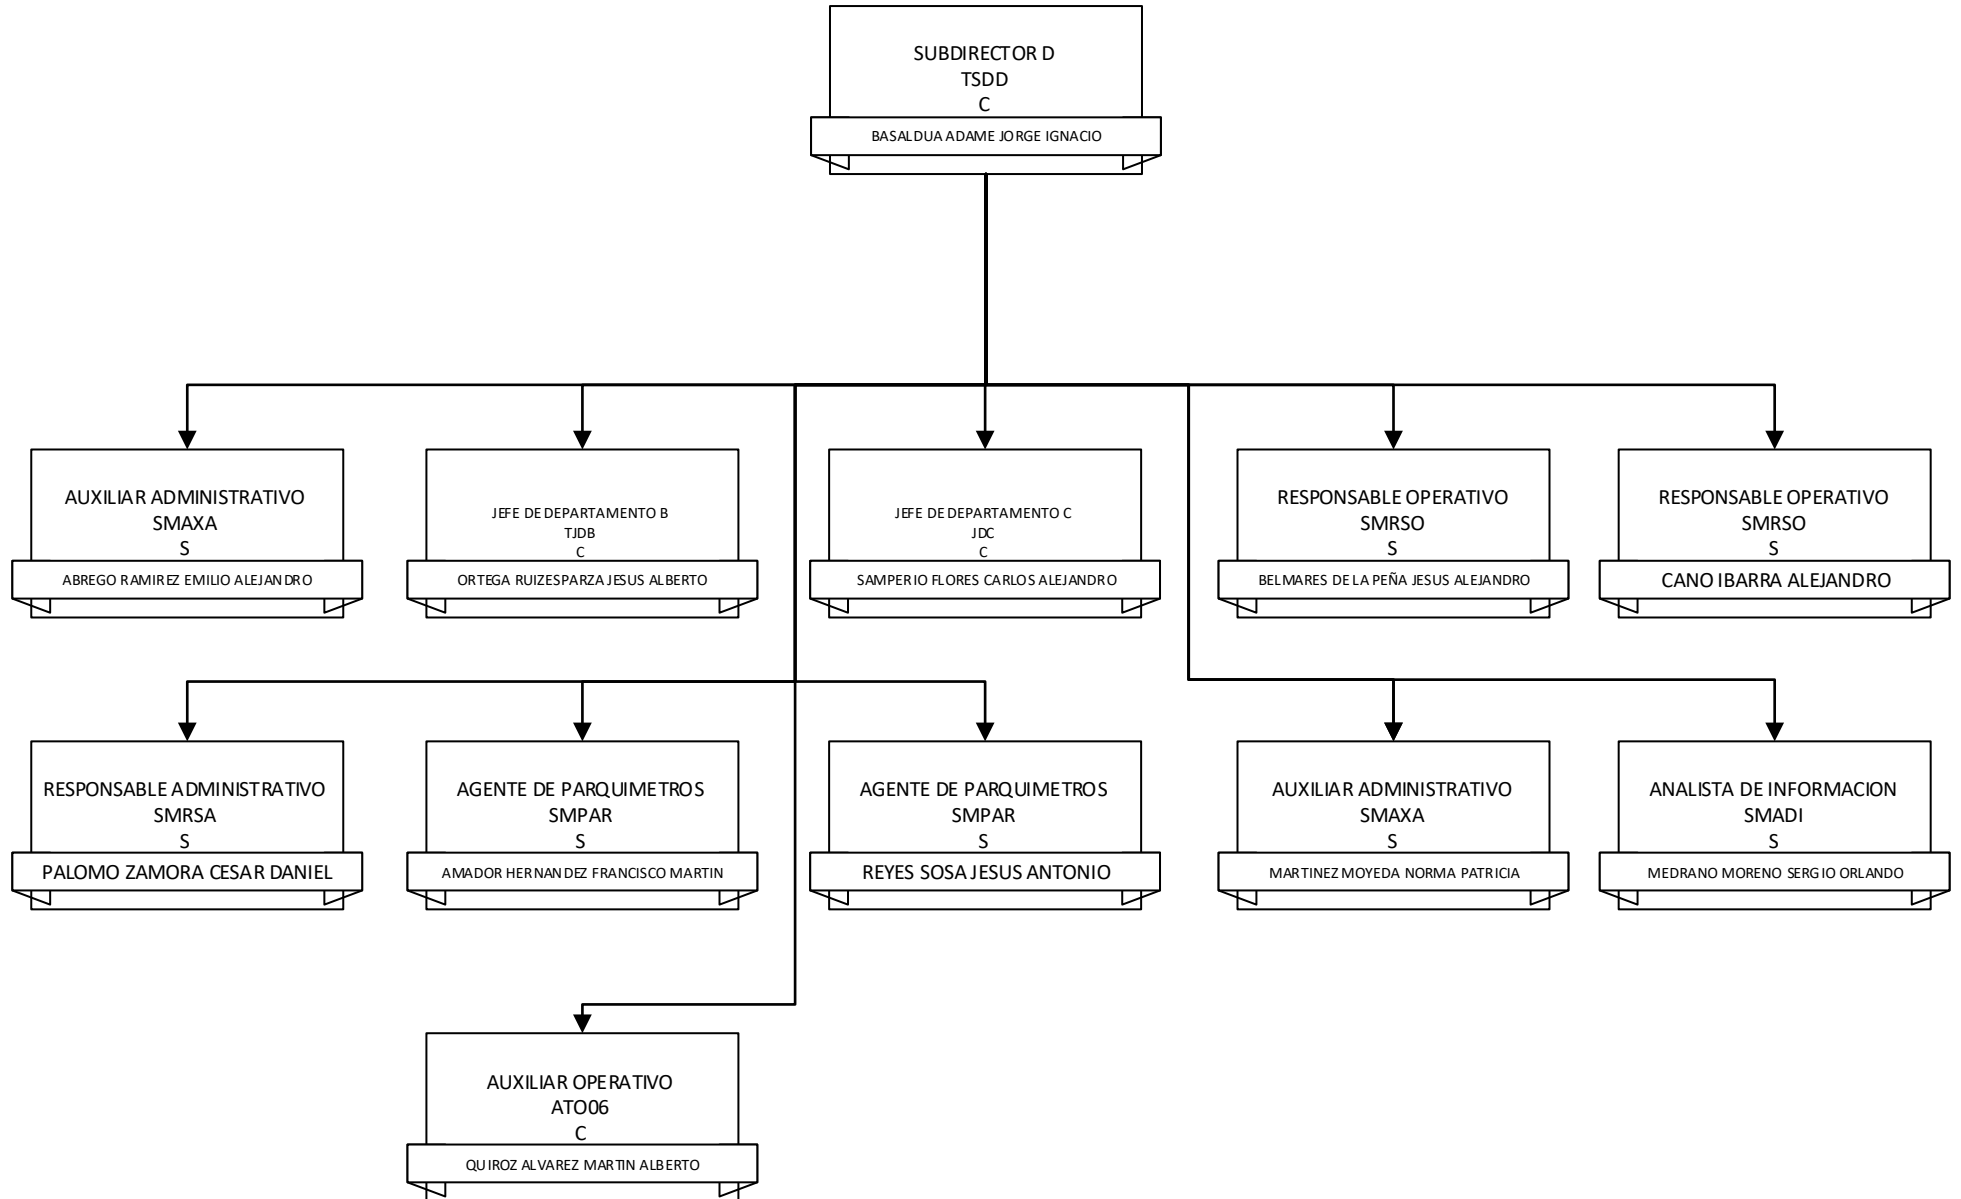 SUBDIRECTOR D
TSDD
C
BASALDUA ADAME JORGE IGNACIO
AUXILIAR ADMINISTRATIVO
SMAXA
S
ABREGO RAMIREZ EMILIO ALEJANDRO
JEFE DE DEPARTAMENTO B
TJDB
C
ORTEGA RUIZESPARZA JESUS ALBERTO
JEFE DE DEPARTAMENTO C
JDC
C
SAMPERIO FLORES CARLOS ALEJANDRO
RESPONSABLE OPERATIVO
SMRSO
S
BELMARES DE LA PEÑA JESUS ALEJANDRO
RESPONSABLE OPERATIVO
SMRSO
S
CANO IBARRA ALEJANDRO
RESPONSABLE ADMINISTRATIVO
SMRSA
S
PALOMO ZAMORA CESAR DANIEL
AGENTE DE PARQUIMETROS
SMPAR
S
AMADOR HERNANDEZ FRANCISCO MARTIN
AGENTE DE PARQUIMETROS
SMPAR
S
REYES SOSA JESUS ANTONIO
AUXILIAR ADMINISTRATIVO
SMAXA
S
MARTINEZ MOYEDA NORMA PATRICIA
ANALISTA DE INFORMACION
SMADI
S
MEDRANO MORENO SERGIO ORLANDO
AUXILIAR OPERATIVO
ATO06
C
QUIROZ ALVAREZ MARTIN ALBERTO